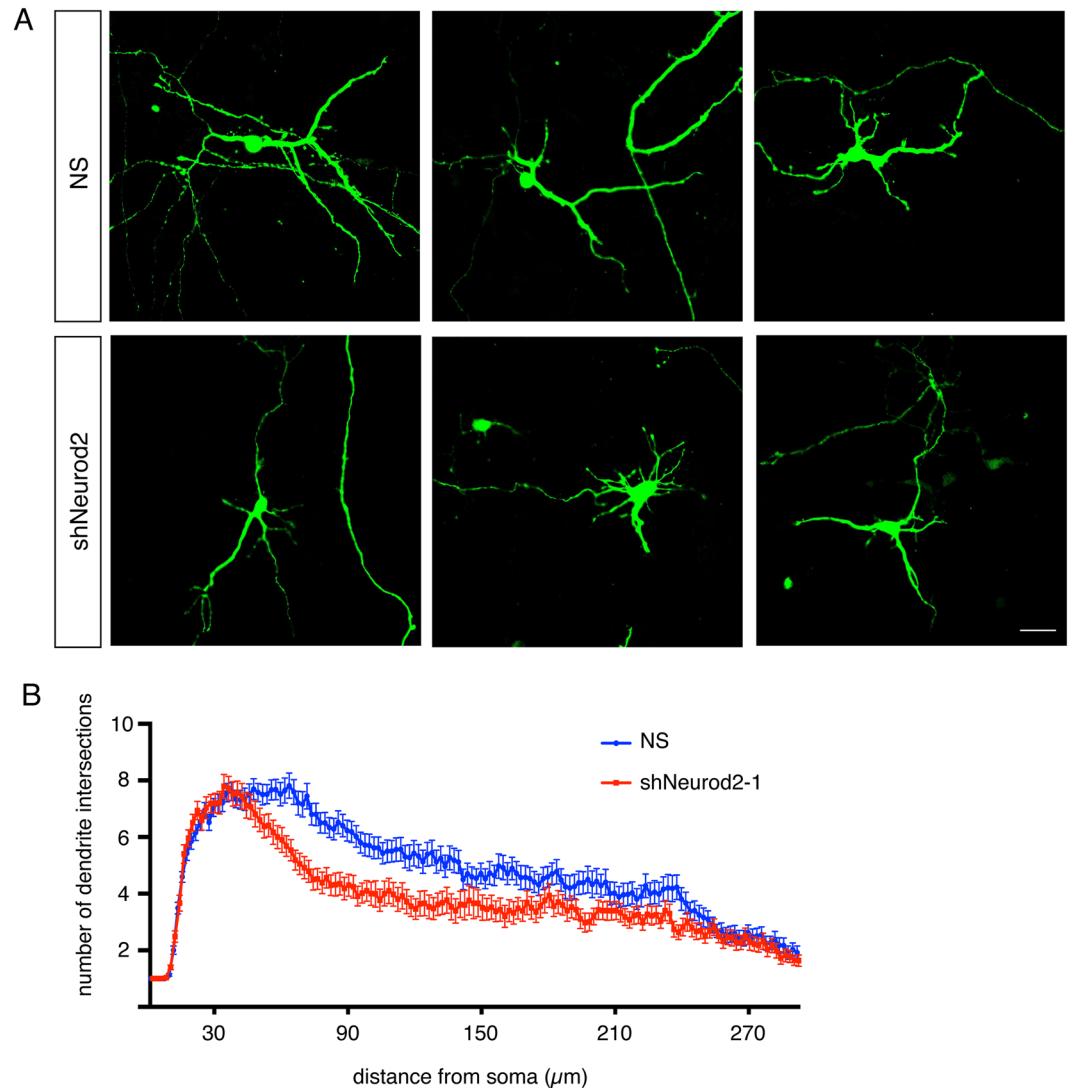 A
NS
shNeurod2
B
number of dendrite intersections
10
8
6
4
2
NS
shNeurod2-1
30 90 150 210 270
distance from soma (µm)